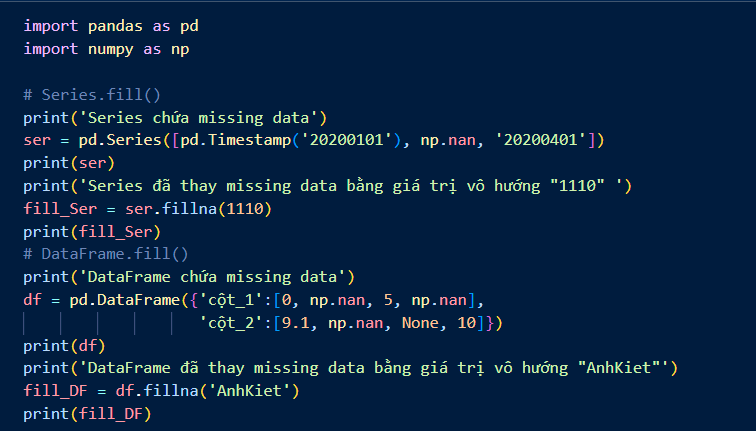 import pandas as pd
import numpy as np
# Series.fill()
print('Series chứa missing data')
ser = pd.Series([pd.Timestamp('20200101'), np.nan, '20200401'])
print(ser)
print('Series đã thay missing data bằng giá trị vô hướng "1110" ')
fill_Ser = ser.fillna(1110)
print(fill_Ser)
# DataFrame.fill()
print('DataFrame chứa missing data')
df = pd.DataFrame({'cột_1':[0, np.nan, 5, np.nan],
'cột_2':[9.1, np.nan, None, 10]})
print(df)
print('DataFrame đã thay missing data bằng giá trị vô hướng "AnhKiet"')
fill_DF = df.fillna('AnhKiet')
print(fill_DF)